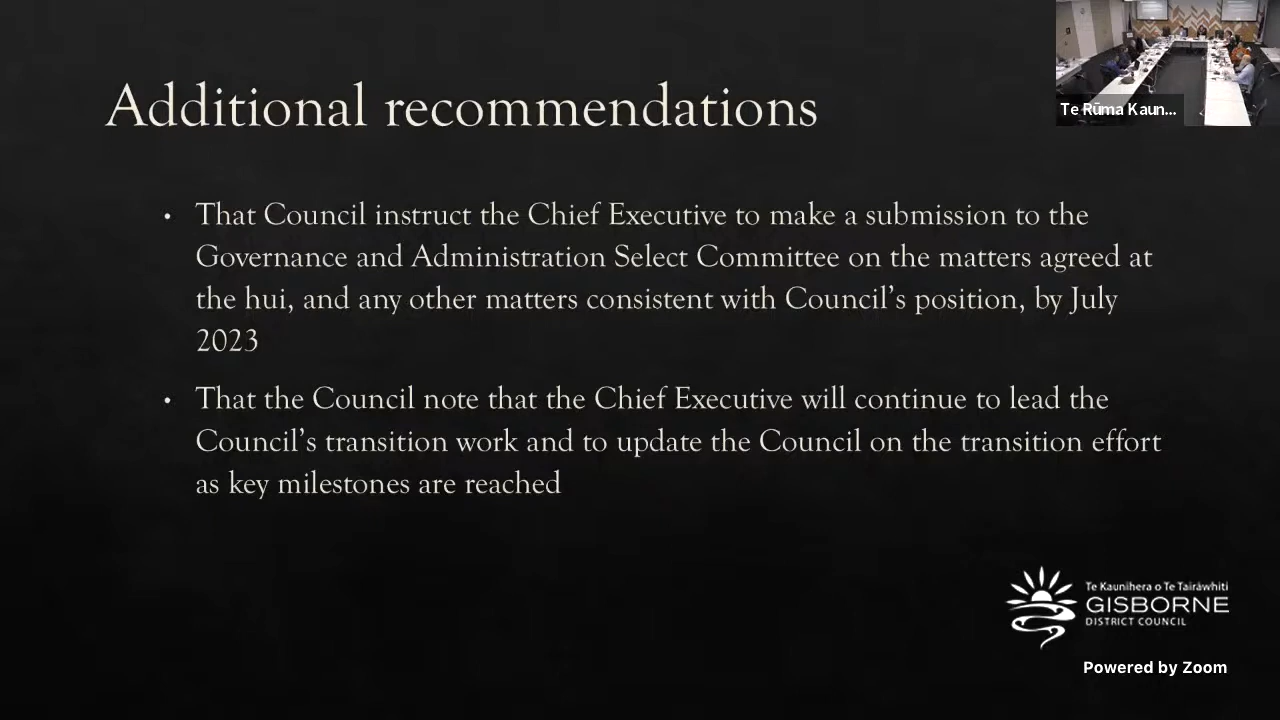 Additional recommendations
Te Rūma Kaun...
• That Council instruct the Chief Executive to make a submission to the
Governance and Administration Select Committee on the matters agreed at
the hui, and any other matters consistent with Council's position, by July
2023
• That the Council note that the Chief Executive will continue to lead the
Council's transition work and to update the Council on the transition effort
as key milestones are reached
Te Kaunihera o Te Tairāwhiti
GISBORNE
DISTRICT COUNCIL
Powered by Zoom